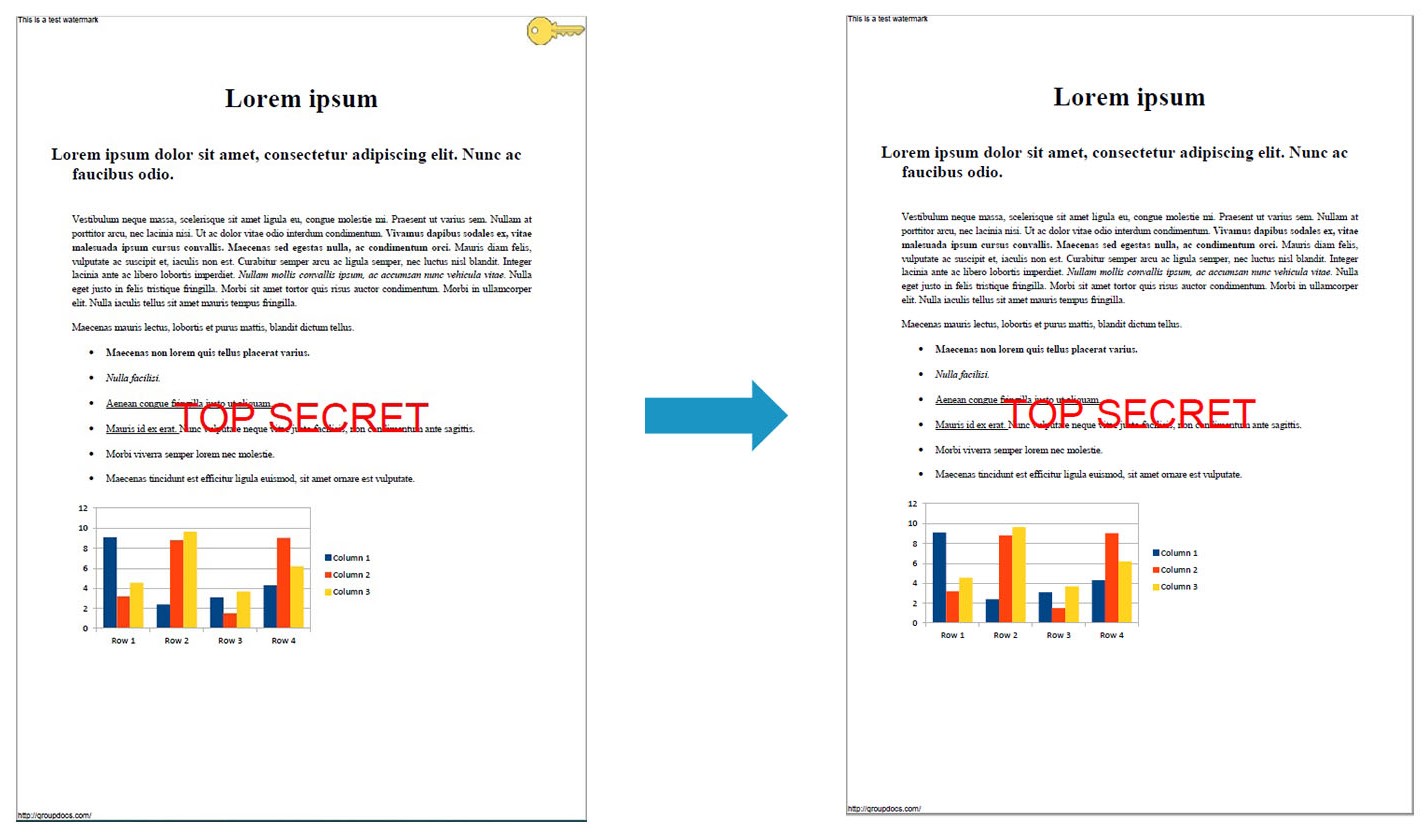 This is a test watermark
Lorem ipsum
Lorem ipsum dolor sit amet, consectetur adipiscing elit. Nunc ac
faucibus odio.
Vestibulum neque massa, scelerisque sit amet ligula eu, congue molestie mi. Praesent ut varius sem. Nullam at
porttitor arcu, nec lacinia nisi. Ut ac dolor vitae odio interdum condimentum. Vivamus dapibus sodales ex, vitae
malesuada ipsum cursus convallis. Maecenas sed egestas nulla, ac condimentum orci. Mauris diam felis,
vulputate ac suscipit et, iaculis non est. Curabitur semper arcu ac ligula semper, nec luctus nisl blandit. Integer
lacinia ante ac libero lobortis imperdiet. Nullam mollis convallis ipsum, ac accumsan nunc vehicula vitae. Nulla
eget justo in felis tristique fringilla. Morbi sit amet tortor quis risus auctor condimentum. Morbi in ullamcorper
elit. Nulla iaculis tellus sit amet mauris tempus fringilla.
Maecenas mauris lectus, lobortis et purus mattis, blandit dictum tellus.
• Maecenas non lorem quis tellus placerat varius.
• Nulla facilisi.
• Aenean congue fringilla justo ut aliquam.
TOP SECRET
• Mauris id ex erat. Nunc vulputate neque vitae justo facilisis, non condimentum ante sagittis.
• Morbi viverra semper lorem nec molestie.
• Maecenas tincidunt est efficitur ligula euismod, sit amet ornare est vulputate.
12
10
8
6
4
2
0
Row 1 Row 2 Row 3 Row 4
Column 1
Column 2
Column 3
http://groupdocs.com/
This is a test watermark
Lorem ipsum
Lorem ipsum dolor sit amet, consectetur adipiscing elit. Nunc ac
faucibus odio.
Vestibulum neque massa, scelerisque sit amet ligula eu, congue molestie mi. Praesent ut varius sem. Nullam at
porttitor arcu, nec lacinia nisi. Ut ac dolor vitae odio interdum condimentum. Vivamus dapibus sodales ex, vitae
malesuada ipsum cursus convallis. Maecenas sed egestas nulla, ac condimentum orci. Mauris diam felis,
vulputate ac suscipit et, iaculis non est. Curabitur semper arcu ac ligula semper, nec luctus nisl blandit. Integer
lacinia ante ac libero lobortis imperdiet. Nullam mollis convallis ipsum, ac accumsan nunc vehicula vitae. Nulla
eget justo in felis tristique fringilla. Morbi sit amet tortor quis risus auctor condimentum. Morbi in ullamcorper
elit. Nulla iaculis tellus sit amet mauris tempus fringilla.
Maecenas mauris lectus, lobortis et purus mattis, blandit dictum tellus.
• Maecenas non lorem quis tellus placerat varius.
• Nulla facilisi.
• Aenean congue fringilla justo ut aliquam.
TOP SECRET
• Mauris id ex erat. Nunc vulputate neque vitae justo facilisis, non condimentum ante sagittis.
• Morbi viverra semper lorem nec molestie.
• Maecenas tincidunt est efficitur ligula euismod, sit amet ornare est vulputate.
12
10
8
6
4
2
0
Row 1 Row 2 Row 3 Row 4
Column 1
Column 2
Column 3
http://groupdocs.com/